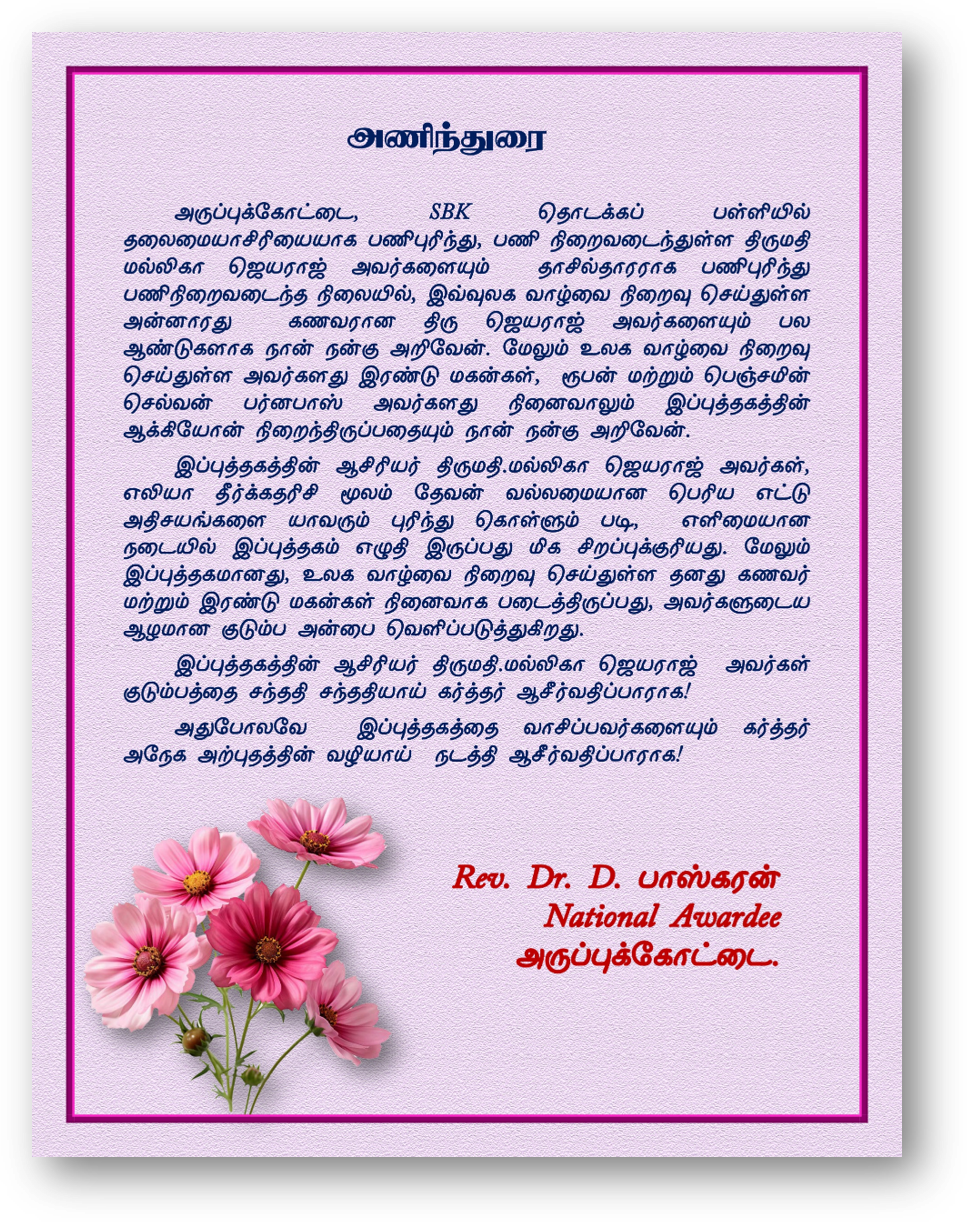 அணிந்துரை
அருப்புக்கோட்டை, SBK தொடக்கப் பள்ளியில்
தலைமையாசிரியையாக பணிபுரிந்து, பணி நிறைவடைந்துள்ள திருமதி
மல்லிகா ஜெயராஜ் அவர்களையும் தாசில்தாரராக பணிபுரிந்து
பணிநிறைவடைந்த நிலையில், இவ்வுலக வாழ்வை நிறைவு செய்துள்ள
அன்னாரது கணவரான திரு ஜெயராஜ் அவர்களையும் பல
ஆண்டுகளாக நான் நன்கு அறிவேன். மேலும் உலக வாழ்வை நிறைவு
செய்துள்ள அவர்களது இரண்டு மகன்கள், ரூபன் மற்றும் பெஞ்சமின்
செல்வன் பர்னபாஸ் அவர்களது நினைவாலும் இப்புத்தகத்தின்
ஆக்கியோன் நிறைந்திருப்பதையும் நான் நன்கு அறிவேன்.
இப்புத்தகத்தின் ஆசிரியர் திருமதி.மல்லிகா ஜெயராஜ் அவர்கள்,
எலியா தீர்க்கதரிசி மூலம் தேவன் வல்லமையான பெரிய எட்டு
அதிசயங்களை யாவரும் புரிந்து கொள்ளும் படி, எளிமையான
நடையில் இப்புத்தகம் எழுதி இருப்பது மிக சிறப்புக்குரியது. மேலும்
இப்புத்தகமானது, உலக வாழ்வை நிறைவு செய்துள்ள தனது கணவர்
மற்றும் இரண்டு மகன்கள் நினைவாக படைத்திருப்பது, அவர்களுடைய
ஆழமான குடும்ப அன்பை வெளிப்படுத்துகிறது.
இப்புத்தகத்தின் ஆசிரியர் திருமதி.மல்லிகா ஜெயராஜ் அவர்கள்
குடும்பத்தை சந்ததி சந்ததியாய் கர்த்தர் ஆசீர்வதிப்பாராக!
அதுபோலவே இப்புத்தகத்தை வாசிப்பவர்களையும் கர்த்தர்
அநேக அற்புதத்தின் வழியாய் நடத்தி ஆசீர்வதிப்பாராக!
Rev. Dr. D. பாஸ்கரன்
National Awardee
அருப்புக்கோட்டை.